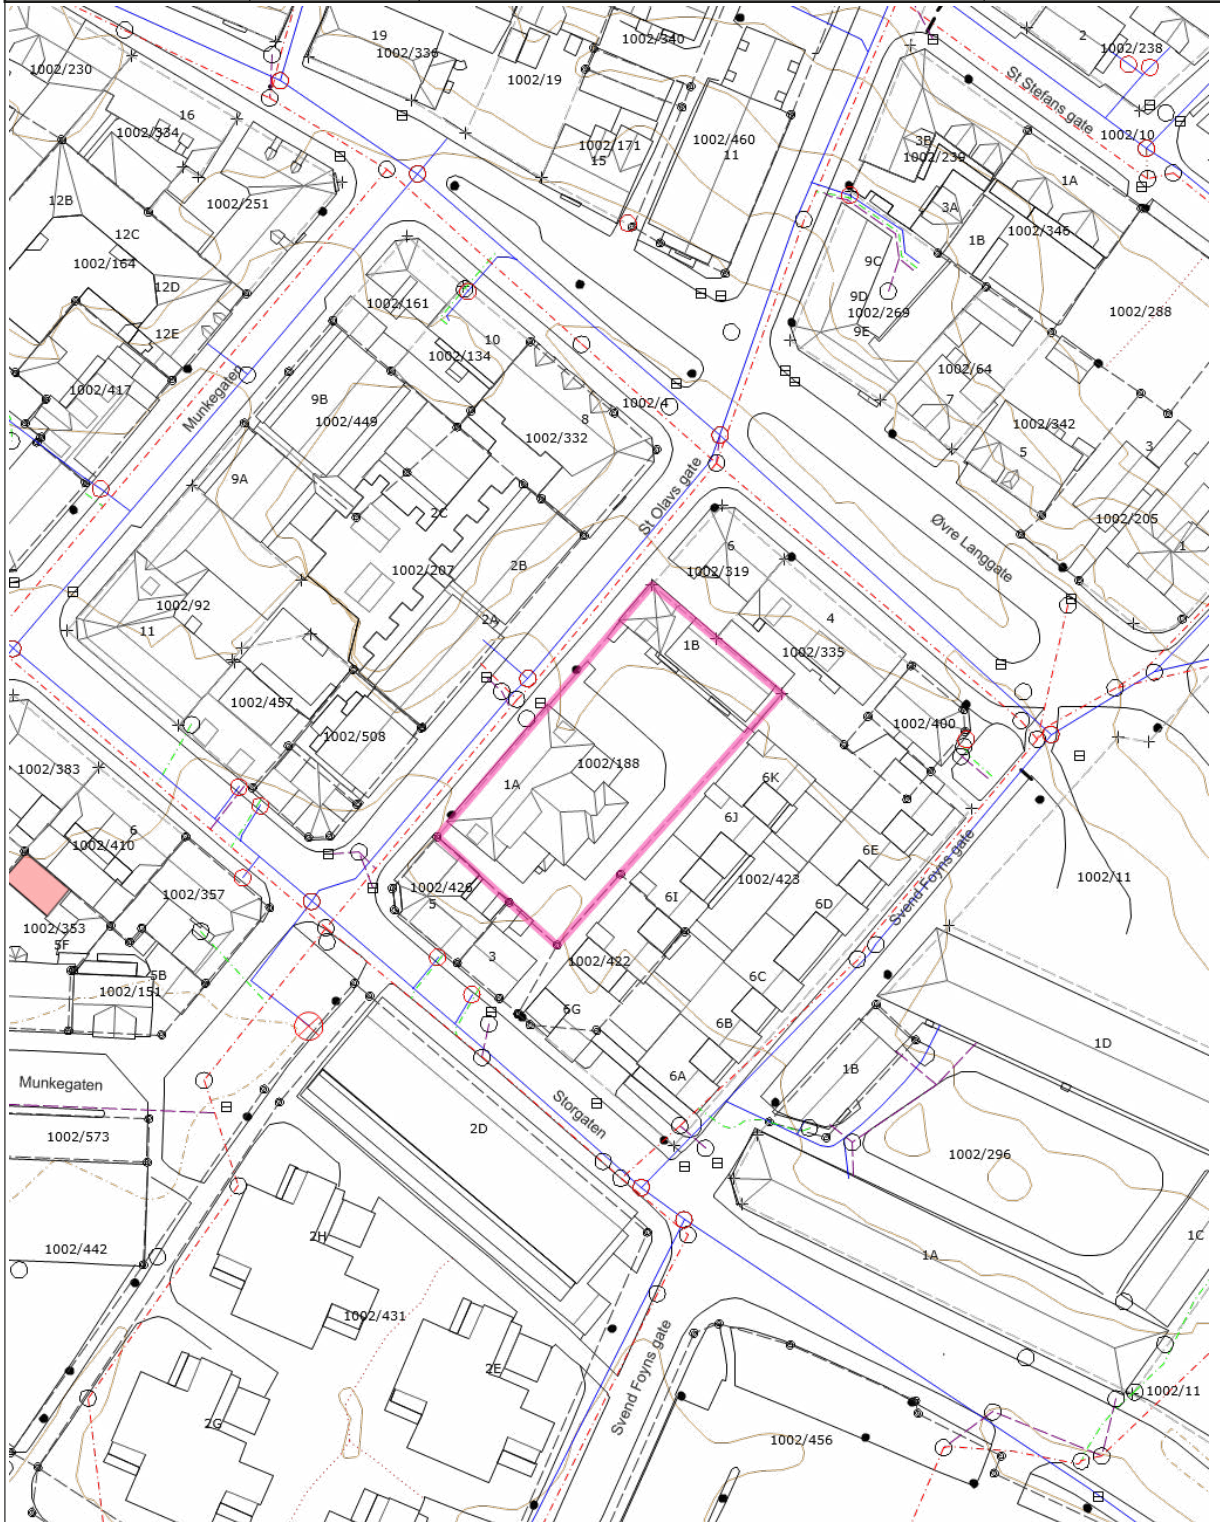 19
1002/336
1002/340
2
1002/238
1002/230
1002/19
St Stefans gate
16
1002/334
1002/171
15
1002/460
11
3B
1002/239
1002/10
1A
12B
1002/251
3A
12C
1002/164
1B
1002/346
9C
12D
1002/161
9D
1002/269
9E
1002/288
12E
10
1002/134
1002/64
1002/417
Munkegaten
9B
1002/449
8
1002/332
1002/4
7
1002/342
5
3
9A
St Olavs gate
2C
1002/205
Øvre Langgate
6
1
2B
1002/207
1002/319
1002/92
11
2A
4
1B
1002/335
1002/457
1002/400
1002/508
1002/188
1002/383
1A
6K
6J
6
1002/410
6E
1002/426
1002/423
Svend Foyns gate
1002/11
1002/357
5
6I
6D
1002/353
5F
3
1002/422
6C
5B
1002/151
6G
6B
1D
1B
6A
Munkegaten
Storgaten
2D
1002/573
1002/296
2H
1002/442
1A
1C
1002/431
2E
Svend Foyns gate
1002/11
2G
1002/456